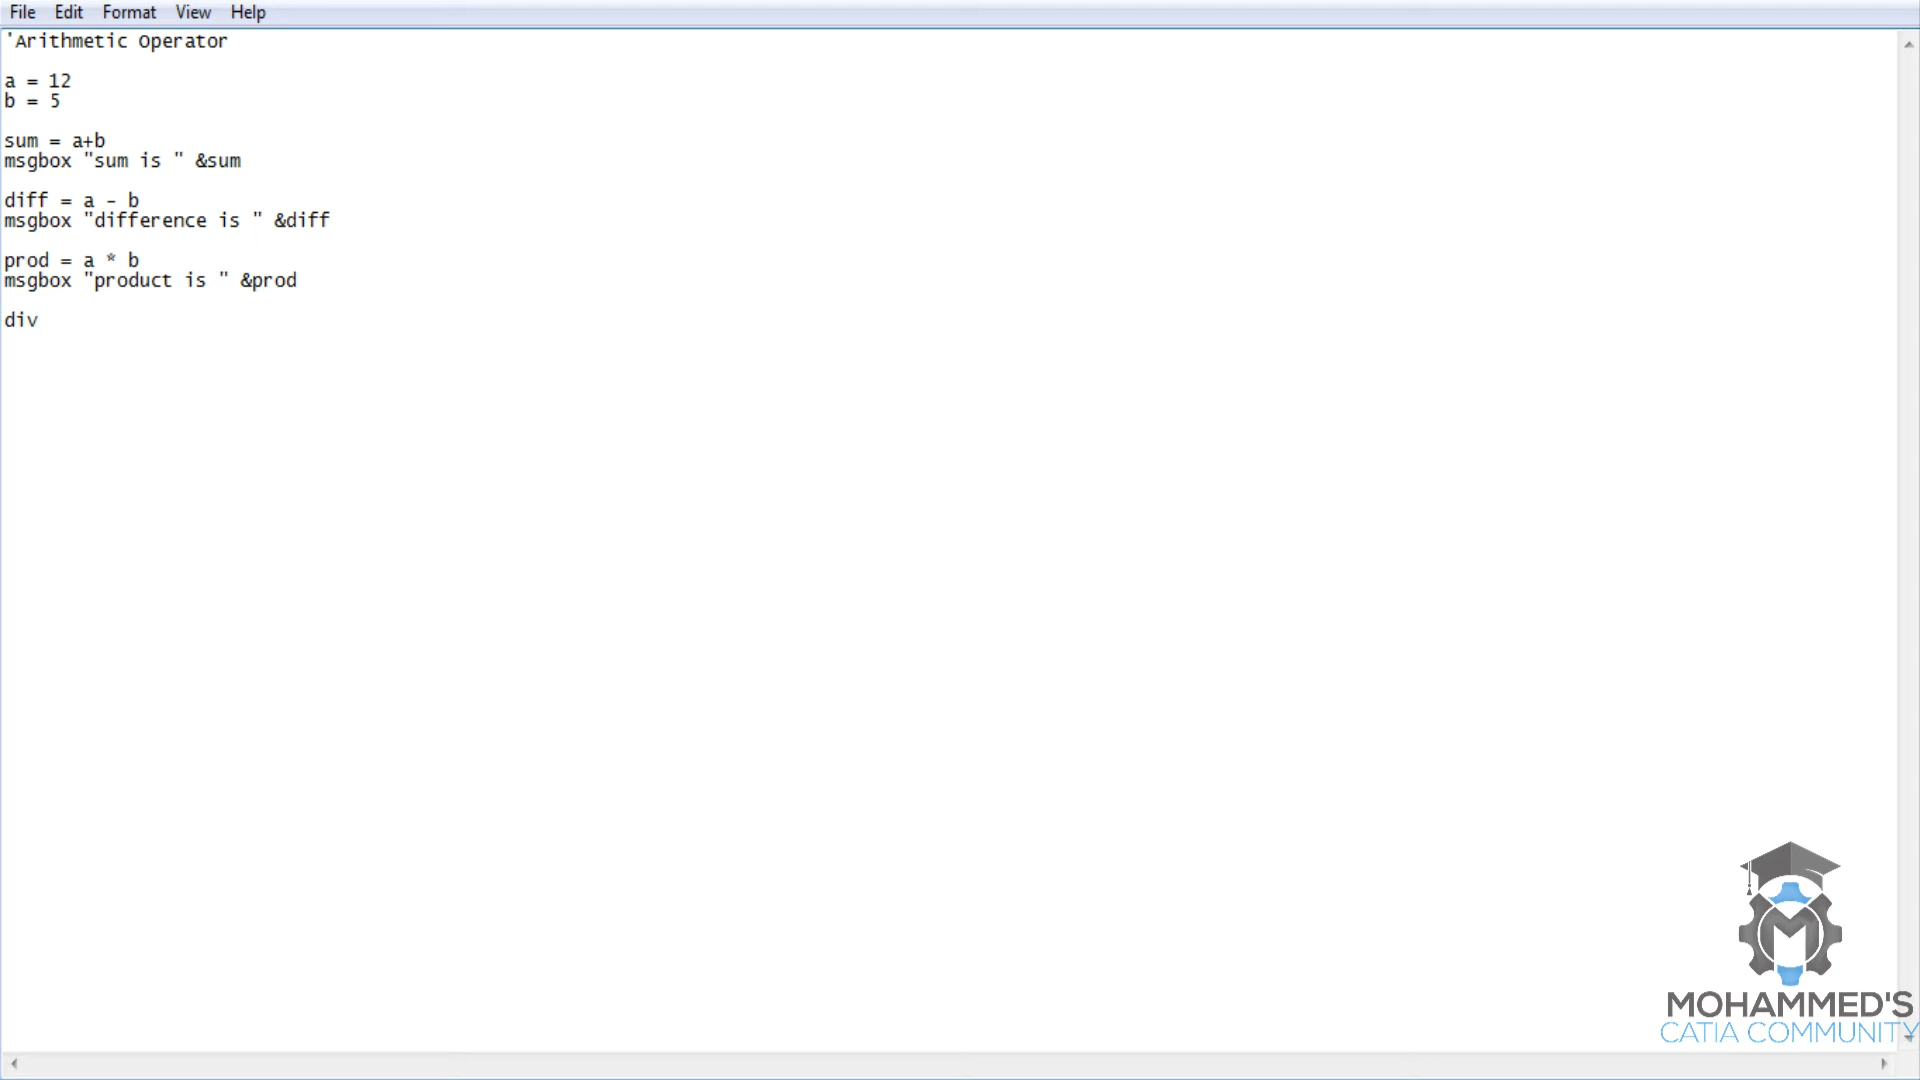 File Edit Format View Help
'Arithmetic Operator
a = 12
b = 5
sum = a+b
msgbox "sum is " &sum
diff = a - b
msgbox "difference is " &diff
prod = a * b
msgbox "product is " &prod
div
MOHAMMED'S
CATIA COMMUNITY